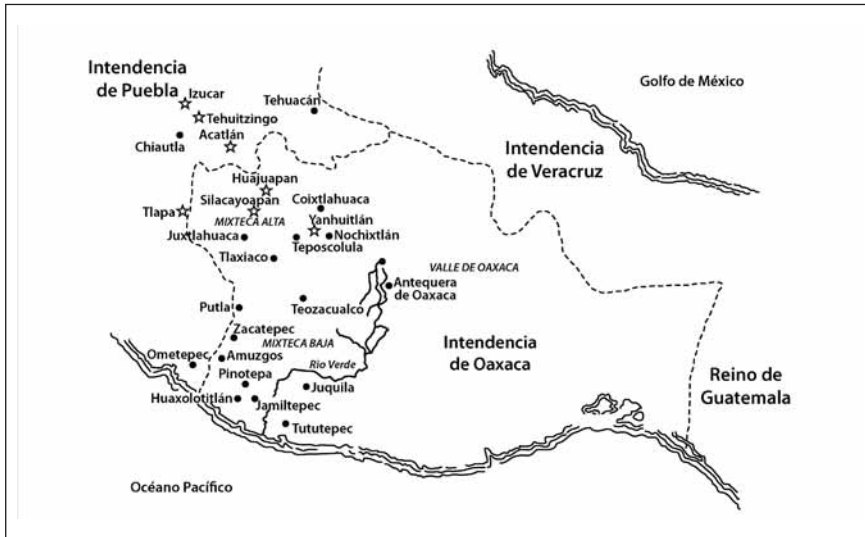 Intendencia
de Puebla
Izucar
Tehuitzingo
Acatlán
Chiautla
Tehuacán
Golfo de México
Intendencia
de Veracruz
Huajuapan
Silacayoapan
Coixtlahuaca
Tlapa
MIXTECA ALTA
Yanhuitlán
Juxtlahuaca
Nochixtlán
Teposcolula
Tlaxiaco
VALLE DE OAXACA
Antequera
de Oaxaca
Putla
Teozacualco
Zacatepec
MIXTECA BAJA
Intendencia
de Oaxaca
Ometepec
Amuzgos
Rio Verde
Pinotepa
Juquila
Reino de
Guatemala
Huaxolotitlán
Jamiltepec
Tututepec
Océano Pacífico